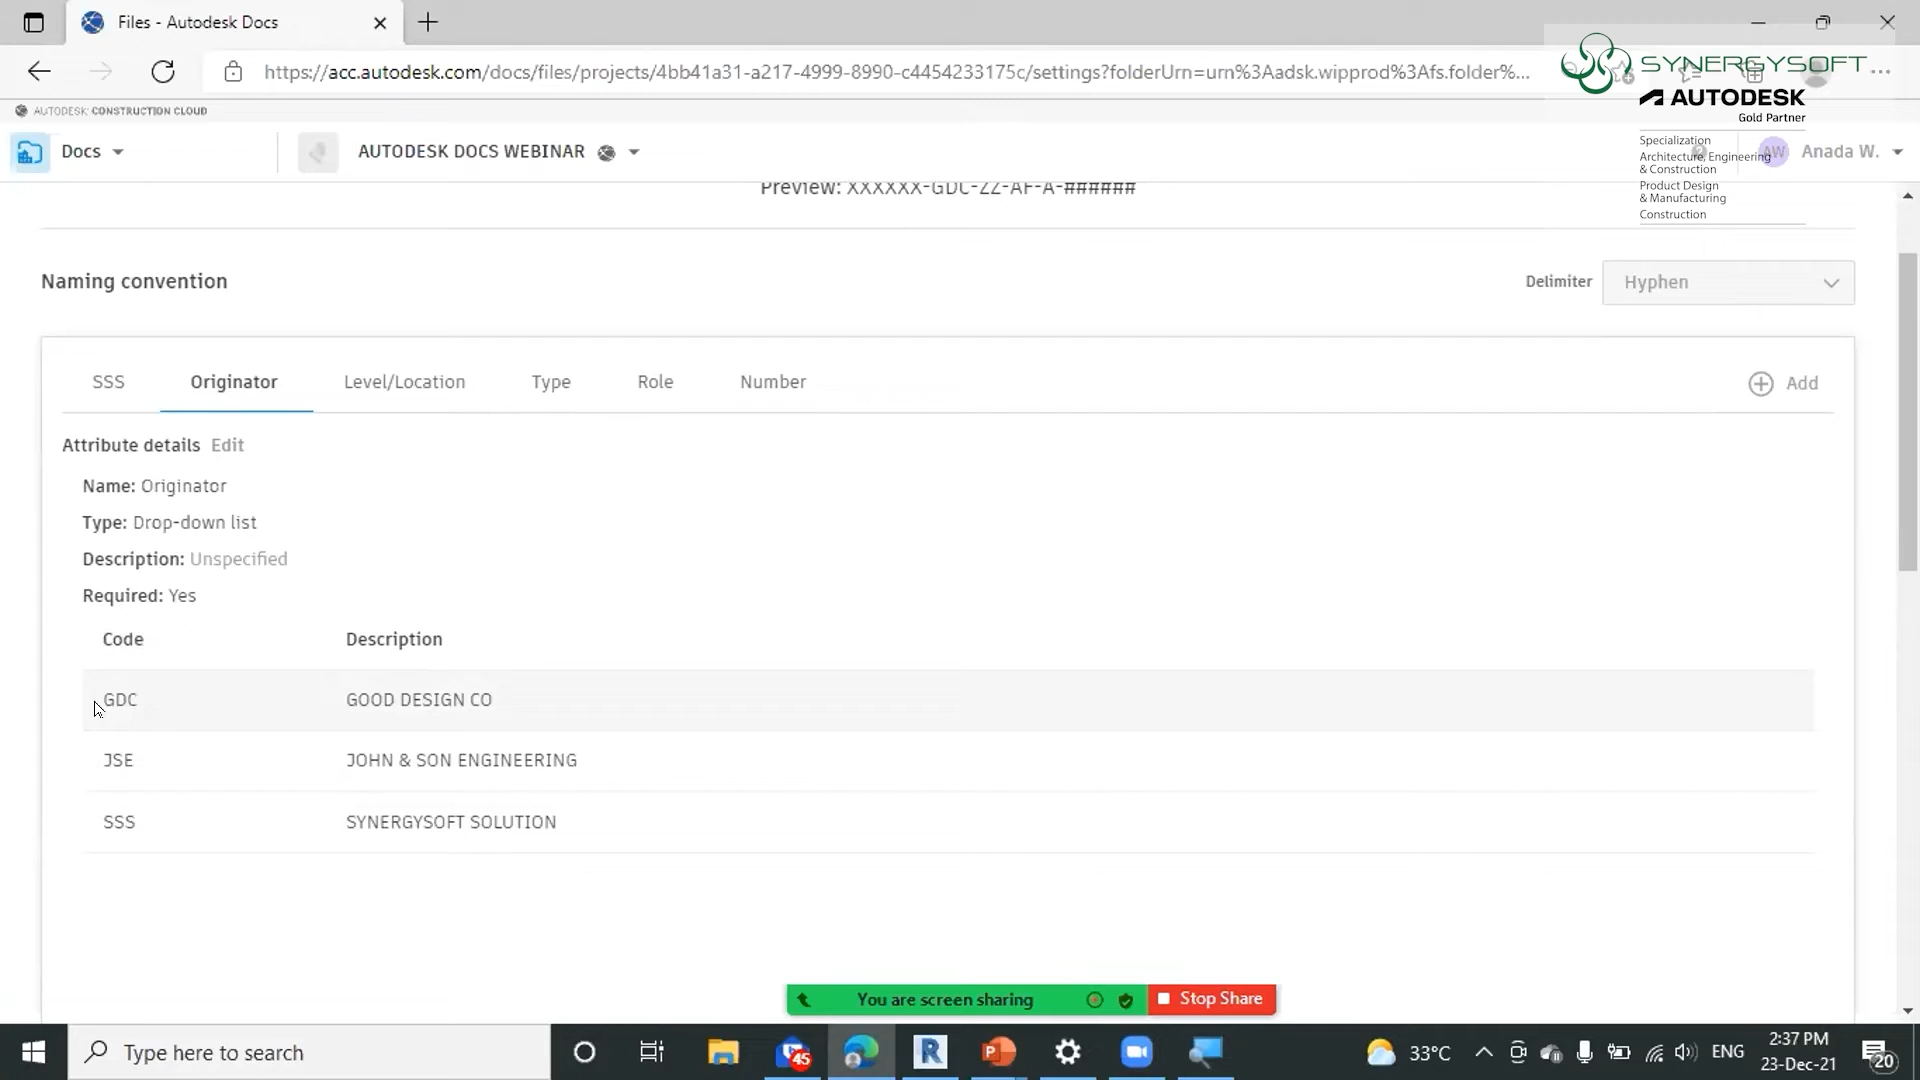 Files - Autodesk Docs
https://acc.autodesk.com/docs/files/projects/4bb41a31-a217-4999-8990-c4454233175c/settings?folderUrn=urn%3Aadsk.wipprod%3Afs.folder%...
SYNERGYSOFT
AUTODESK
Gold Partner
Specialization
Architecture, Engineering
& Construction
Product Design
& Manufacturing
Construction
AUTODESK CONSTRUCTION CLOUD
Docs
AUTODESK DOCS WEBINAR
AW
Anada W.
Preview: XXXXXX-GDC-ZZ-AF-A-######
Naming convention
Delimiter
Hyphen
SSS
Originator
Level/Location
Type
Role
Number
Add
Attribute details Edit
Name: Originator
Type: Drop-down list
Description: Unspecified
Required: Yes
Code Description
GDC GOOD DESIGN CO
JSE JOHN & SON ENGINEERING
SSS SYNERGYSOFT SOLUTION
You are screen sharing
Stop Share
Type here to search
45
R
P
33°C
ENG
2:37 PM
23-Dec-21
20